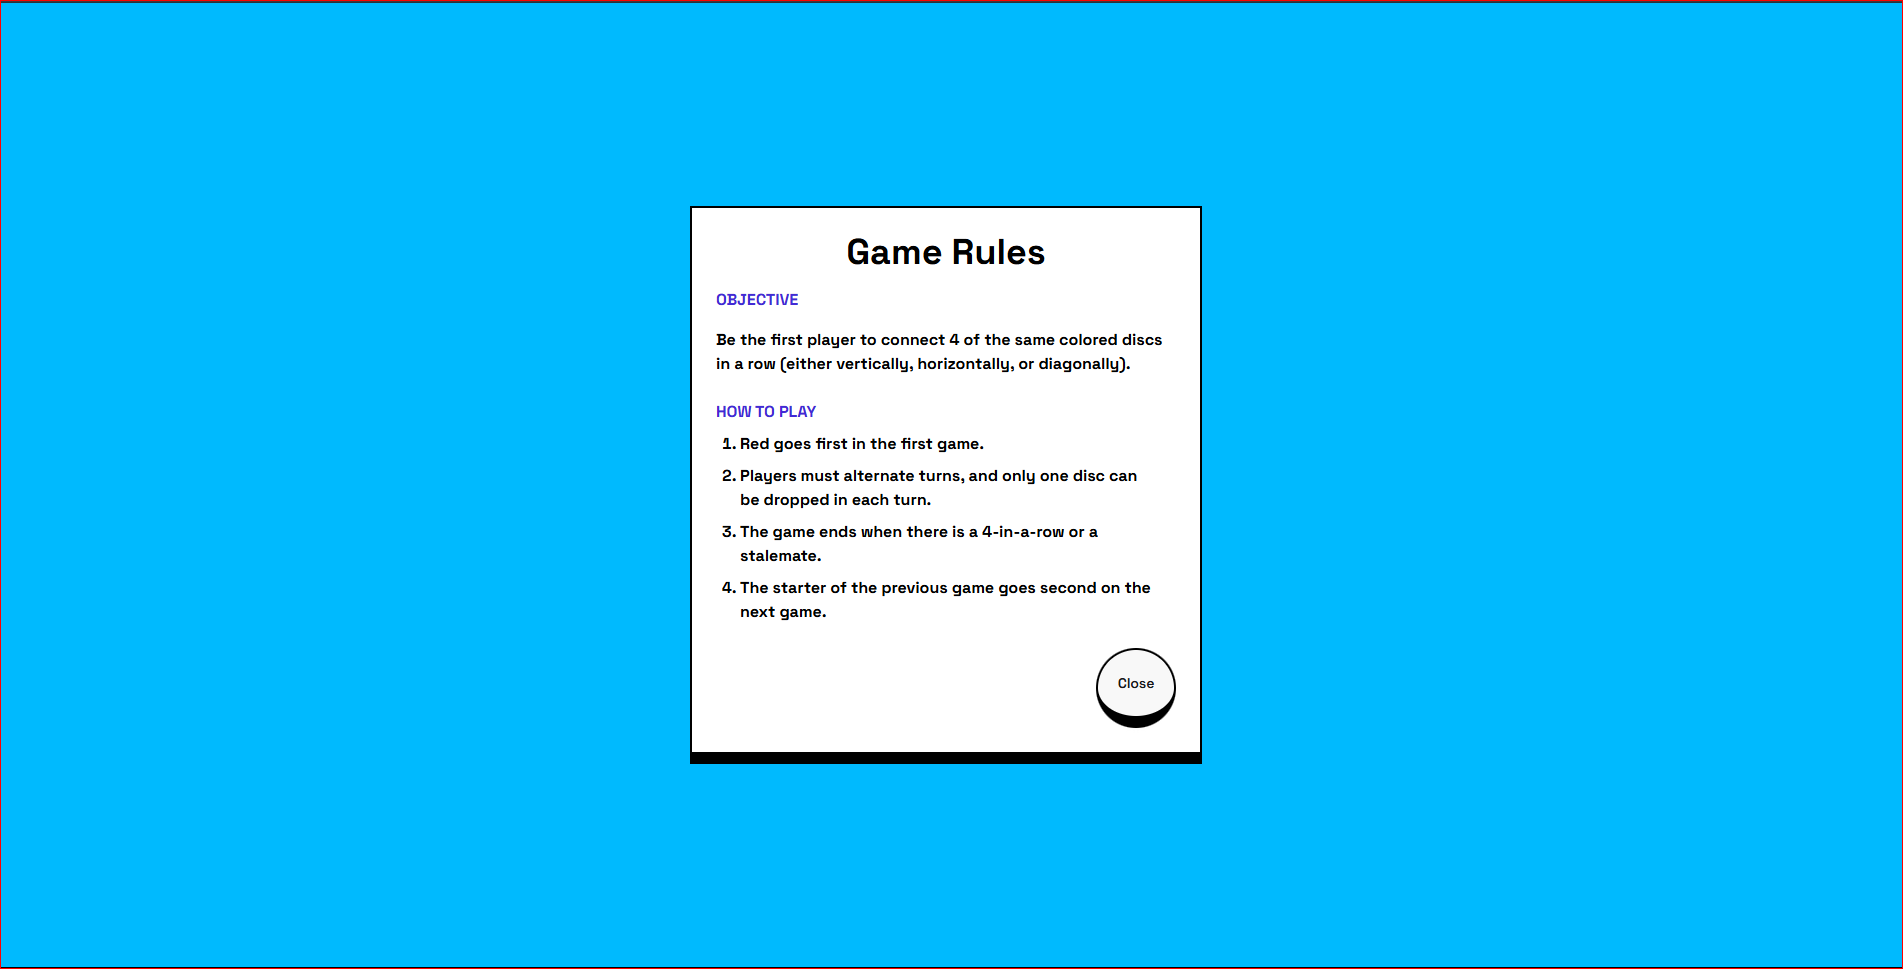 Game Rules
OBJECTIVE
Be the first player to connect 4 of the same colored discs
in a row (either vertically, horizontally, or diagonally).
HOW TO PLAY
1. Red goes first in the first game.
2. Players must alternate turns, and only one disc can
be dropped in each turn.
3. The game ends when there is a 4-in-a-row or a
stalemate.
4. The starter of the previous game goes second on the
next game.
Close